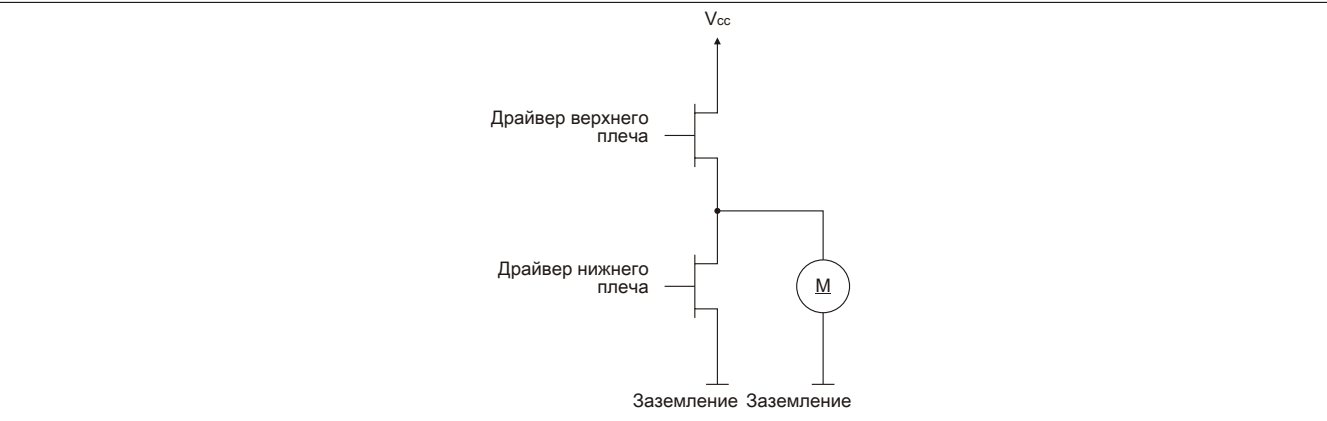 Vcc
Драйвер верхнего
плеча
Драйвер нижнего
плеча
M
Заземление Заземление